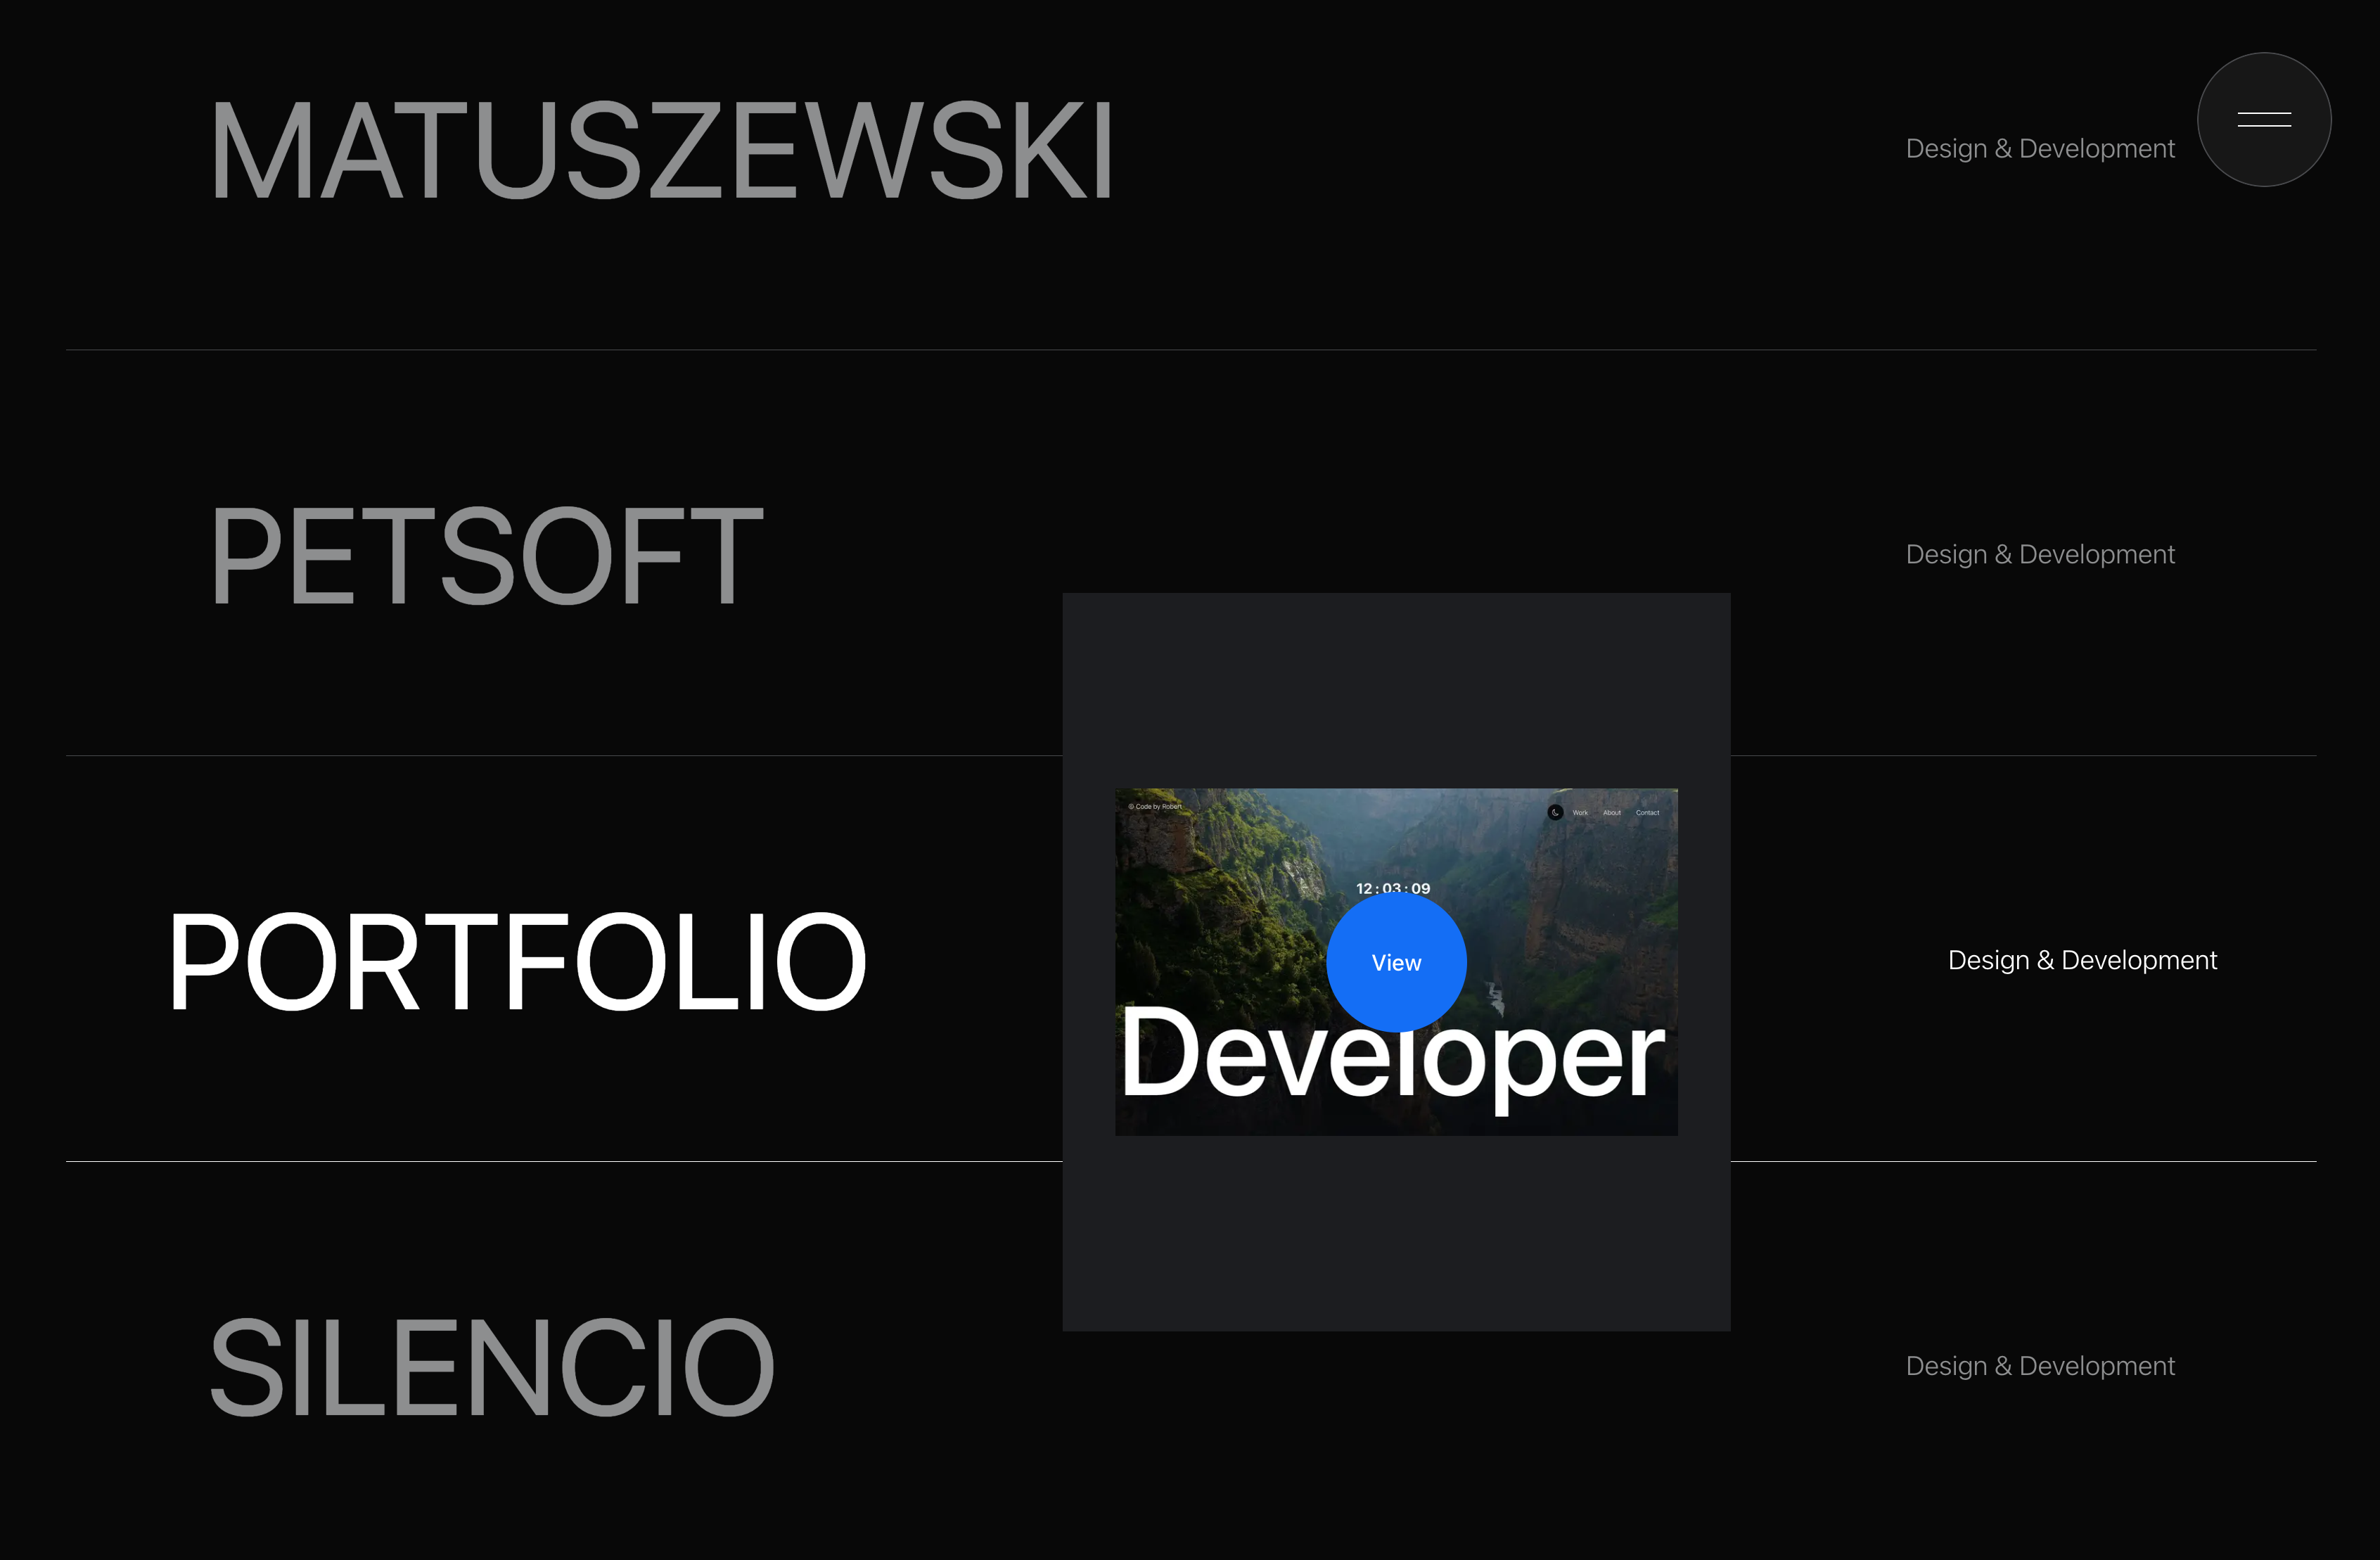 MATUSZEWSKI
Design & Development
PETSOFT
Design & Development
PORTFOLIO
Design & Development
© Code by Robert
Work About Contact
12 : 03 : 09
View
Developer
SILENCIO
Design & Development